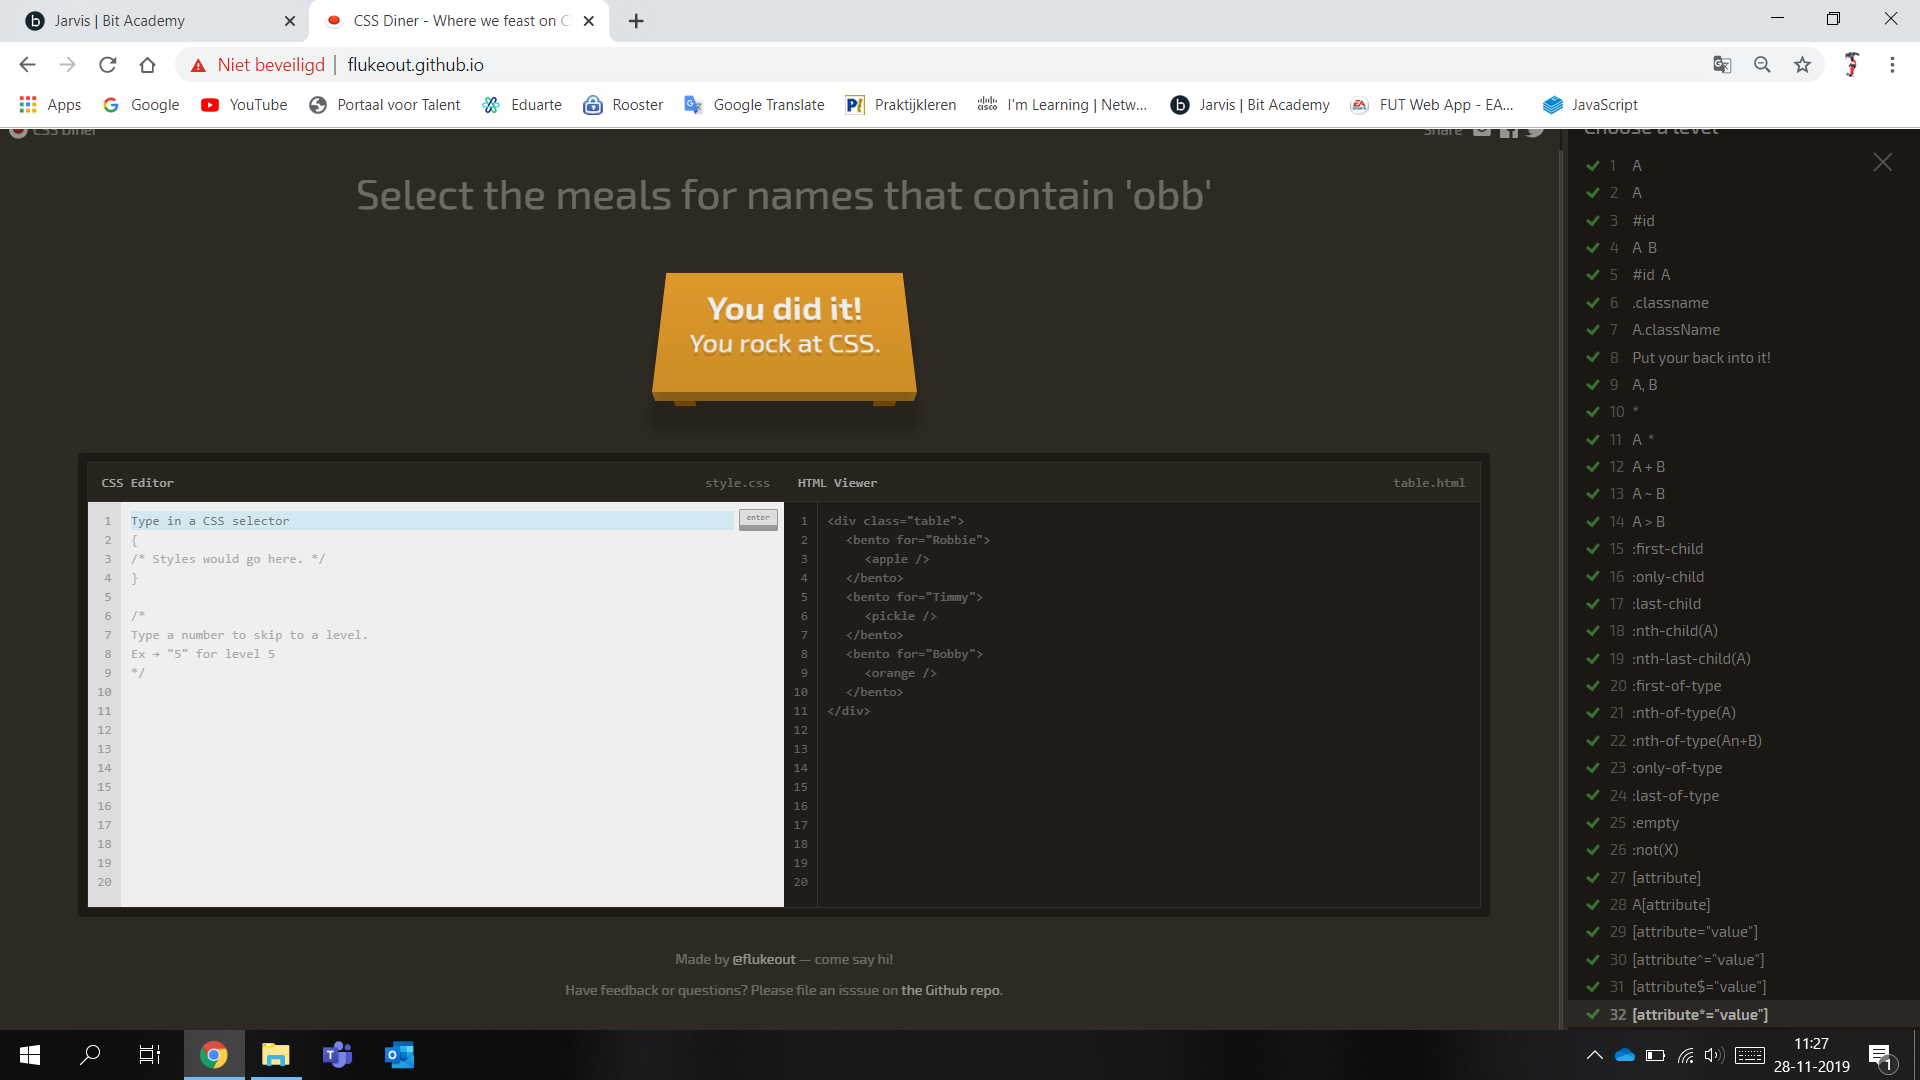 Jarvis | Bit Academy
CSS Diner - Where we feast on C
Niet beveiligd | flukeout.github.io
Apps Google YouTube Portaal voor Talent Eduarte Rooster Google Translate Praktijkleren I'm Learning | Netw... Jarvis | Bit Academy FUT Web App - EA... JavaScript
CSS Diner
Share
Choose a level
Select the meals for names that contain 'obb'
You did it!
You rock at CSS.
CSS Editor style.css
1 Type in a CSS selector enter
2 {
3 /* Styles would go here. */
4 }
5
6 /*
7 Type a number to skip to a level.
8 Ex → "5" for level 5
9 */
10
11
12
13
14
15
16
17
18
19
20
HTML Viewer table.html
1 <div class="table">
2 <bento for="Robbie">
3 <apple />
4 </bento>
5 <bento for="Timmy">
6 <pickle />
7 </bento>
8 <bento for="Bobby">
9 <orange />
10 </bento>
11 </div>
12
13
14
15
16
17
18
19
20
Made by @flukeout — come say hi!
Have feedback or questions? Please file an isssue on the Github repo.
1 A
2 A
3 #id
4 A B
5 #id A
6 .classname
7 A.className
8 Put your back into it!
9 A, B
10 *
11 A *
12 A + B
13 A ~ B
14 A > B
15 :first-child
16 :only-child
17 :last-child
18 :nth-child(A)
19 :nth-last-child(A)
20 :first-of-type
21 :nth-of-type(A)
22 :nth-of-type(An+B)
23 :only-of-type
24 :last-of-type
25 :empty
26 :not(X)
27 [attribute]
28 A[attribute]
29 [attribute="value"]
30 [attribute^="value"]
31 [attribute$="value"]
32 [attribute*="value"]
11:27
28-11-2019
1